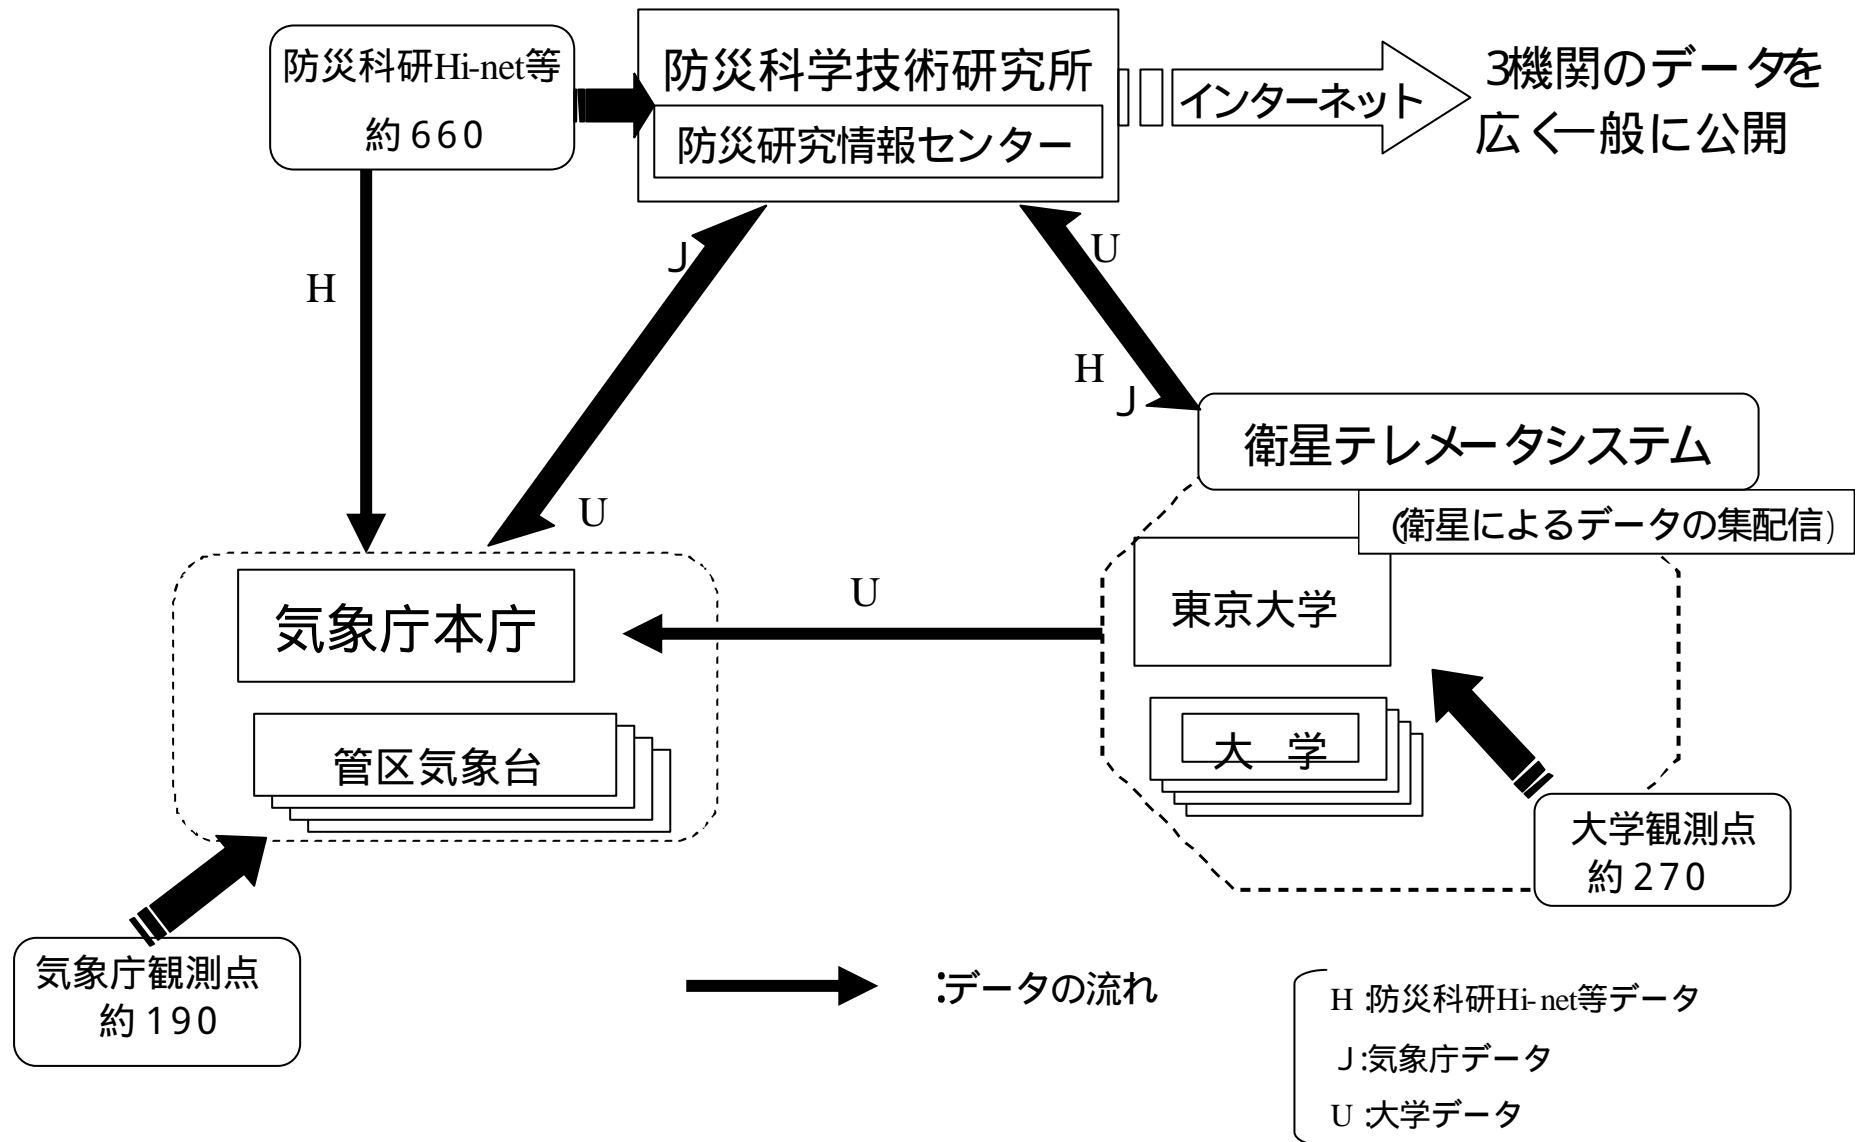 防災科研Hi-net等
約660
防災科学技術研究所
防災研究情報センター
インターネット
3機関のデータを
広く一般に公開
H
J
U
U
H
J
衛星テレメータシステム
(衛星によるデータの集配信)
気象庁本庁
管区気象台
U
東京大学
大 学
大学観測点
約270
気象庁観測点
約190
:データの流れ
H:防災科研Hi-net等データ
J:気象庁データ
U:大学データ